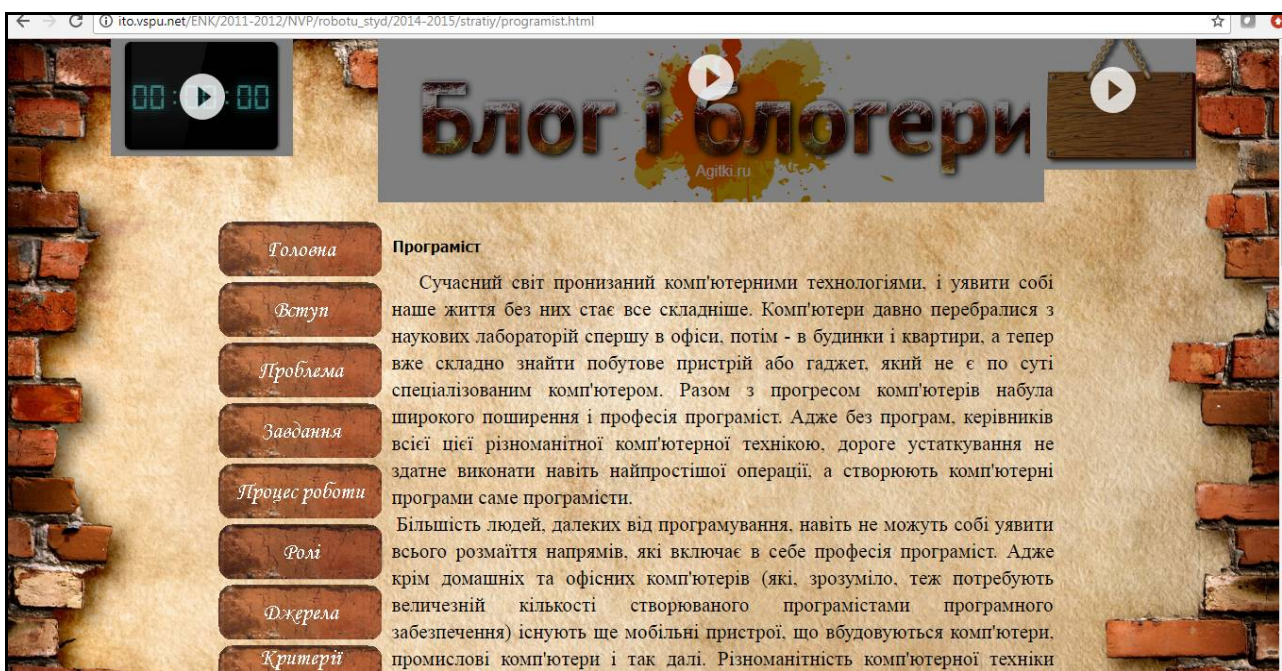 ito.vspu.net/ENK/2011-2012/NVP/robotu_styd/2014-2015/stratiy/programist.html
Блог і блогери
Agitki.ru
Головна
Вступ
Проблема
Завдання
Процес роботи
Ролі
Джерела
Критерії
Програміст
Сучасний світ пронизаний комп'ютерними технологіями, і уявити собі
наше життя без них стає все складніше. Комп'ютери давно перебралися з
наукових лабораторій спершу в офіси, потім - в будинки і квартири, а тепер
вже складно знайти побутове пристрій або гаджет, який не є по суті
спеціалізованим комп'ютером. Разом з прогресом комп'ютерів набула
широкого поширення і професія програміст. Адже без програм, керівників
всієї цієї різноманітної комп'ютерної технікою, дороге устаткування не
здатне виконати навіть найпростішої операції, а створюють комп'ютерні
програми саме програмісти.
Більшість людей, далеких від програмування, навіть не можуть собі уявити
всього розмаїття напрямів, які включає в себе професія програміст. Адже
крім домашніх та офісних комп'ютерів (які, зрозуміло, теж потребують
величезній кількості створюваного програмістами програмного
забезпечення) існують ще мобільні пристрої, що вбудовуються комп'ютери,
промислові комп'ютери і так далі. Різноманітність комп'ютерної техніки